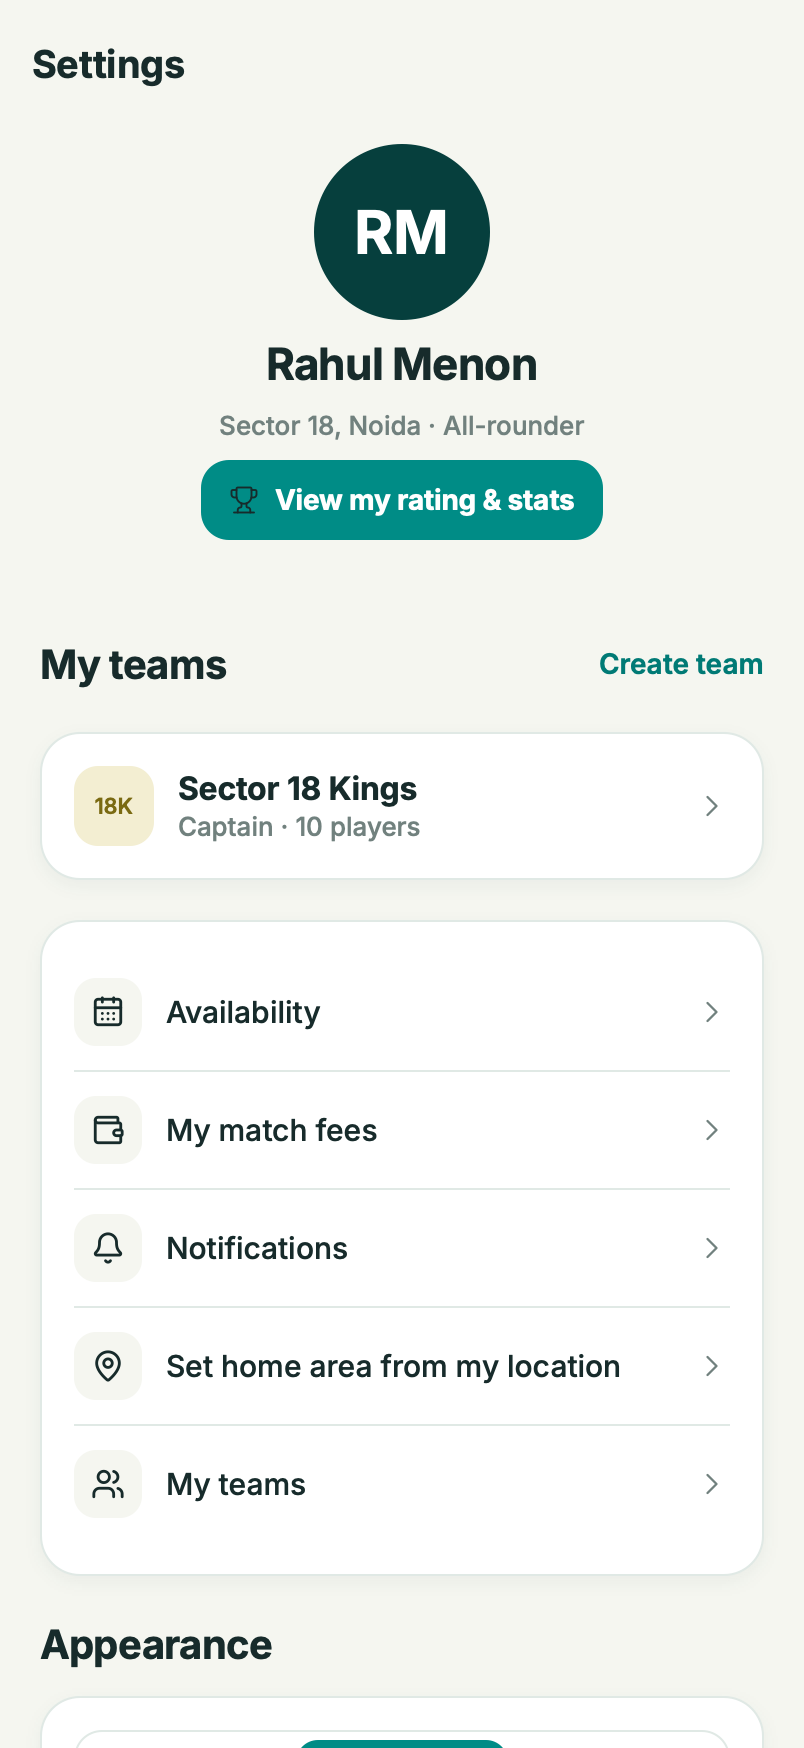 Settings
RM
Rahul Menon
Sector 18, Noida · All-rounder
View my rating & stats
My teams
Create team
18K
Sector 18 Kings
Captain · 10 players
Availability
My match fees
Notifications
Set home area from my location
My teams
Appearance